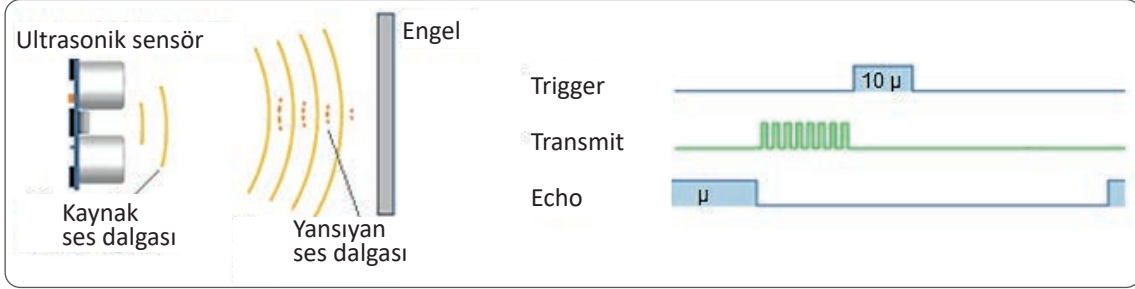 Ultrasonik sensör
Engel
Kaynak
ses dalgası
Yansıyan
ses dalgası
Trigger
10 µ
Transmit
Echo
µ